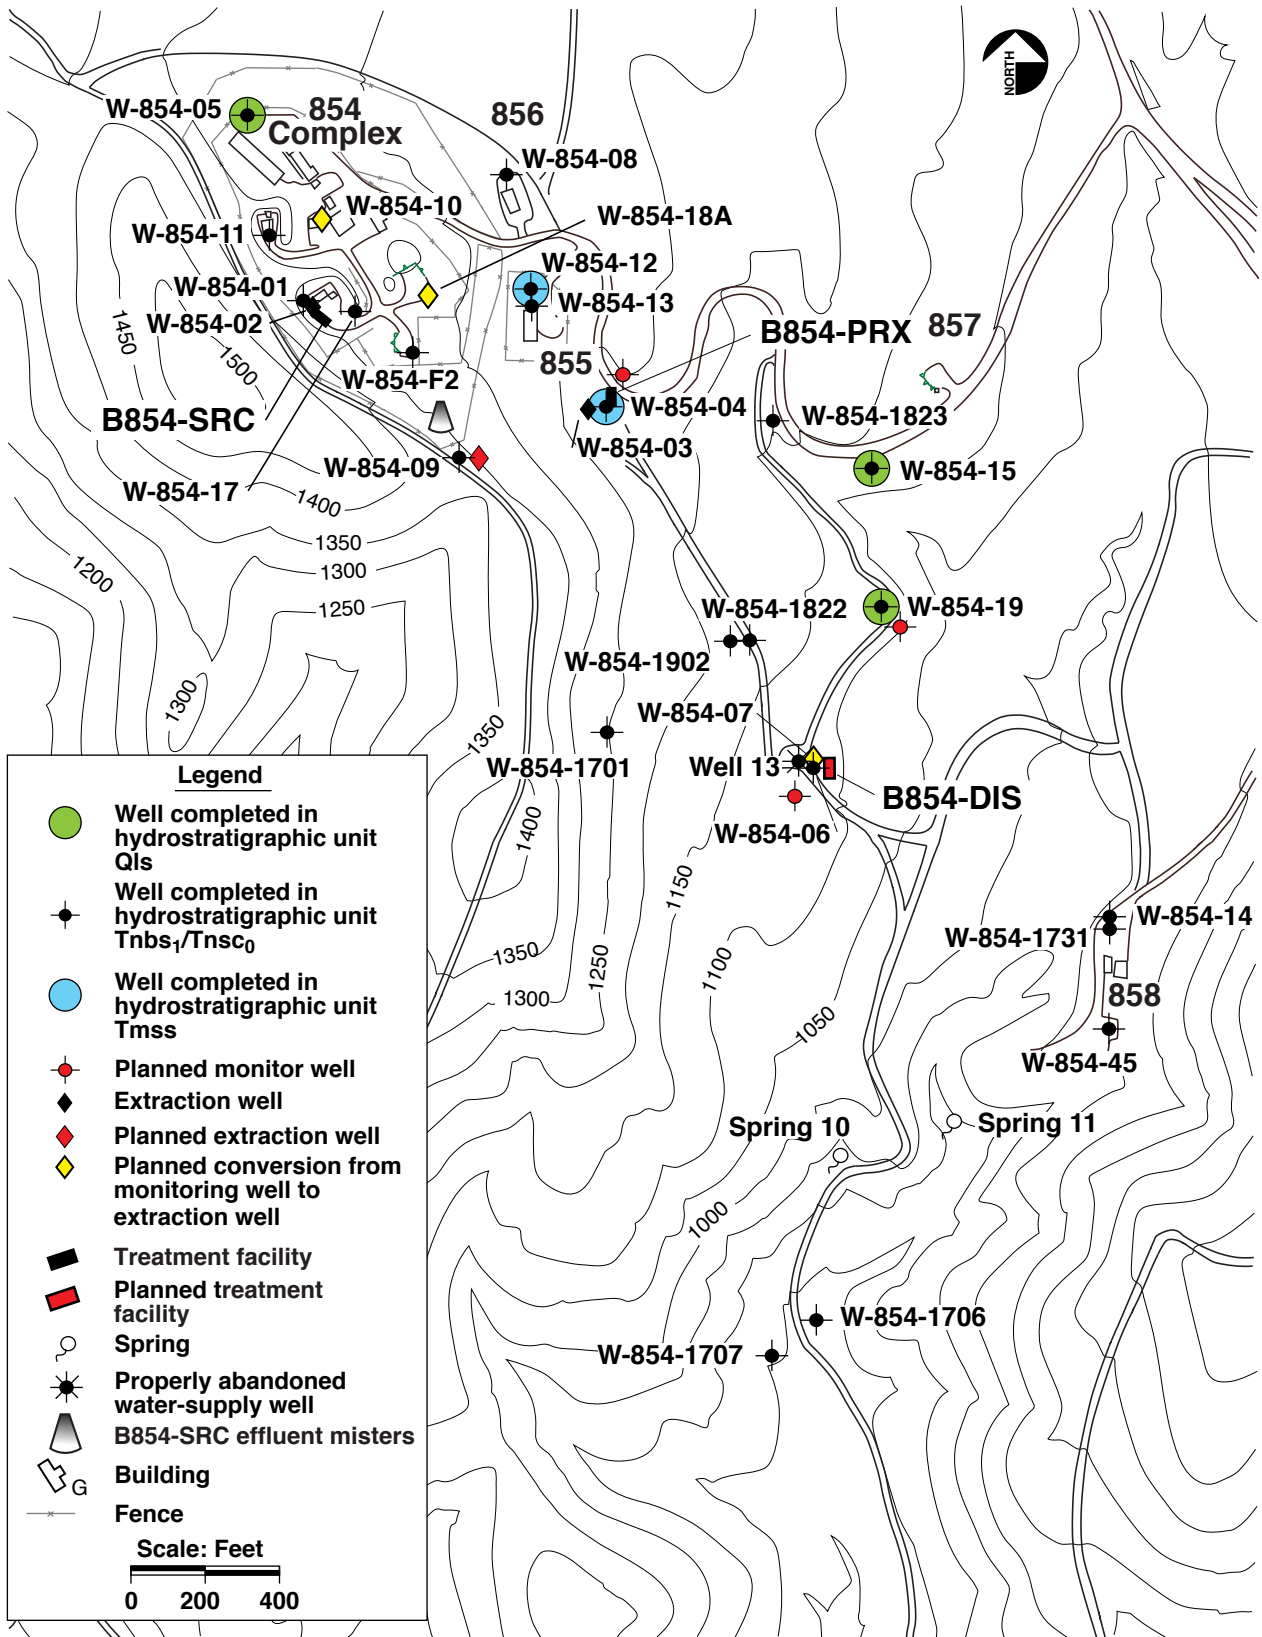 NORTH
W-854-05
854
Complex
856
W-854-08
W-854-10
W-854-18A
W-854-11
W-854-12
W-854-01
W-854-13
W-854-02
B854-PRX
857
1450
1500
855
W-854-F2
W-854-04
B854-SRC
W-854-1823
W-854-03
W-854-09
W-854-15
W-854-17
1400
1350
1300
1200
1250
W-854-1822
W-854-19
W-854-1902
1300
W-854-07
1350
W-854-1701
Well 13
B854-DIS
1400
W-854-06
1150
W-854-14
W-854-1731
1350
1250
1100
1300
858
1050
W-854-45
Spring 10
Spring 11
1000
W-854-1706
W-854-1707
Legend
Well completed in
hydrostratigraphic unit
Qls
Well completed in
hydrostratigraphic unit
Tnbs1/Tnsc0
Well completed in
hydrostratigraphic unit
Tmss
Planned monitor well
Extraction well
Planned extraction well
Planned conversion from
monitoring well to
extraction well
Treatment facility
Planned treatment
facility
Spring
Properly abandoned
water-supply well
B854-SRC effluent misters
G
Building
Fence
Scale: Feet
0 200 400